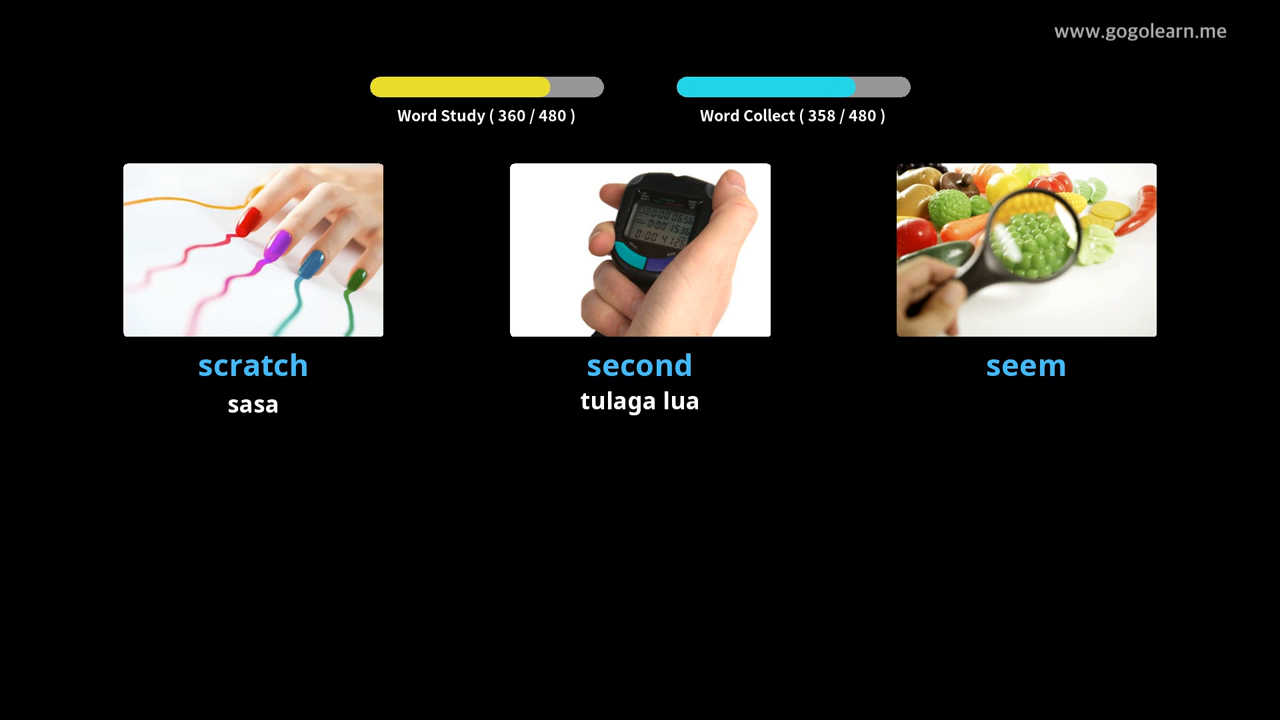 www.gogolearn.me
Word Study ( 360 / 480 )
Word Collect ( 358 / 480 )
scratch
sasa
second
tulaga lua
seem